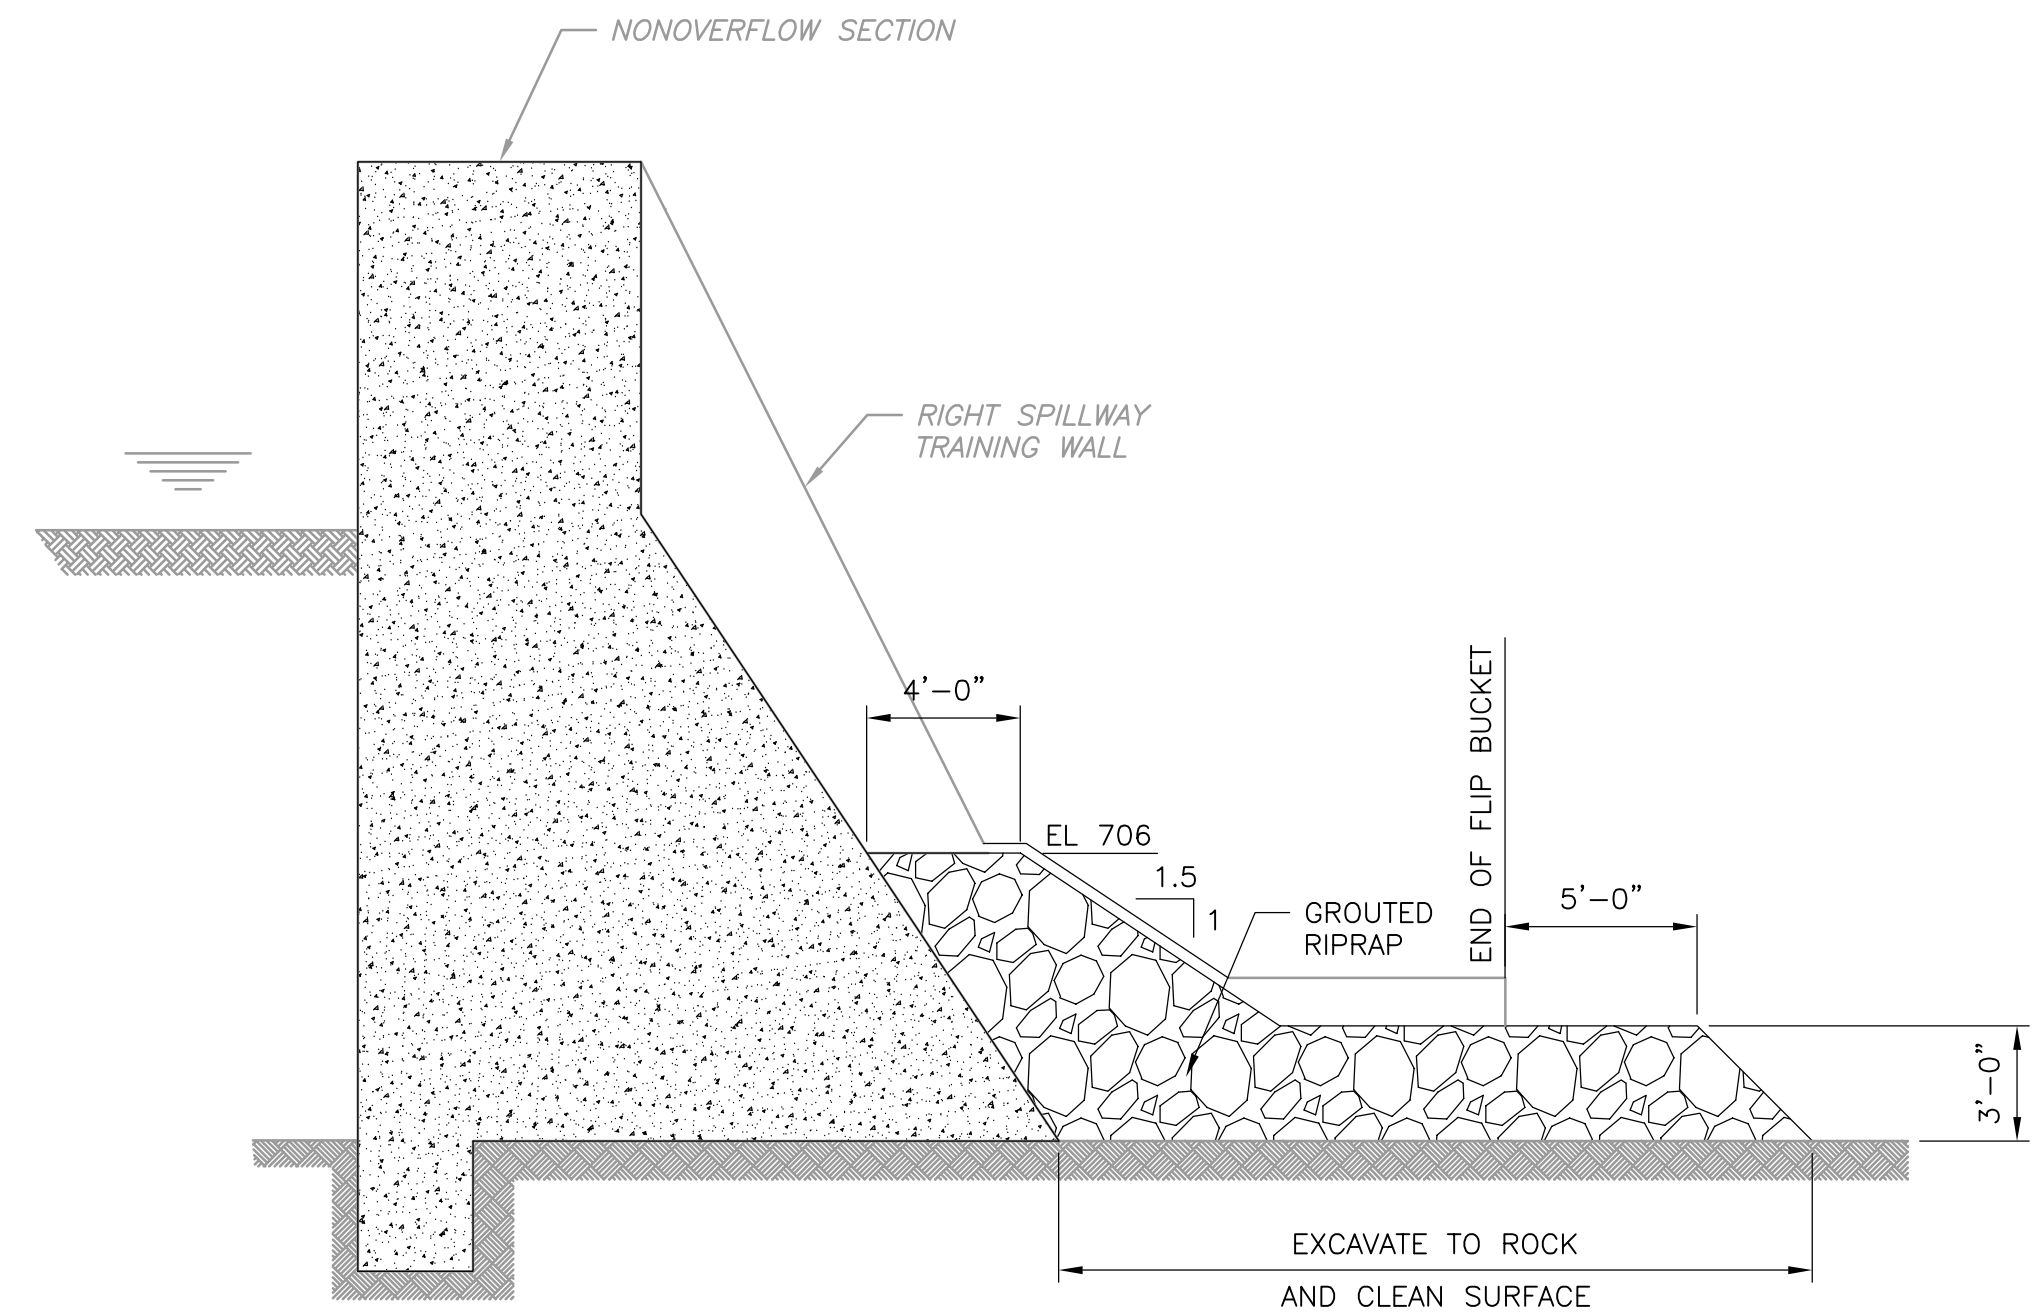 NONOVERFLOW SECTION
RIGHT SPILLWAY
TRAINING WALL
4'-0"
EL 706
1.5
1
GROUTED
RIPRAP
END OF FLIP BUCKET
5'-0"
3'-0"
EXCAVATE TO ROCK
AND CLEAN SURFACE